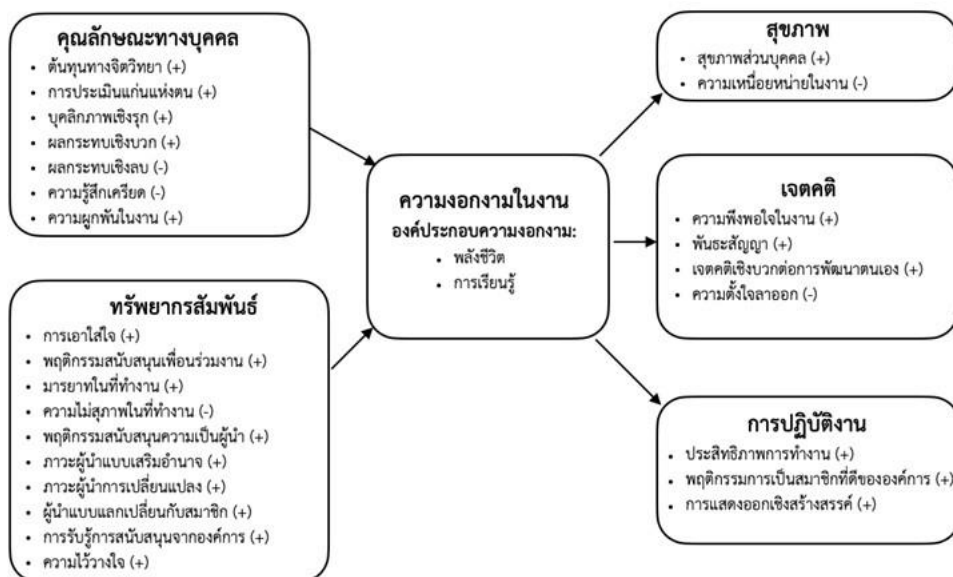 คุณลักษณะทางบุคคล
• ต้นทุนทางจิตวิทยา (+)
• การประเมินแก่นแห่งตน (+)
• บุคลิกภาพเชิงรุก (+)
• ผลกระทบเชิงบวก (+)
• ผลกระทบเชิงลบ (-)
• ความรู้สึกเครียด (-)
• ความผูกพันในงาน (+)
ทรัพยากรสัมพันธ์
• การเอาใส่ใจ (+)
• พฤติกรรมสนับสนุนเพื่อนร่วมงาน (+)
• มารยาทในที่ทำงาน (+)
• ความไม่สุภาพในที่ทำงาน (-)
• พฤติกรรมสนับสนุนความเป็นผู้นำ (+)
• ภาวะผู้นำแบบเสริมอำนาจ (+)
• ภาวะผู้นำการเปลี่ยนแปลง (+)
• ผู้นำแบบแลกเปลี่ยนกับสมาชิก (+)
• การรับรู้การสนับสนุนจากองค์การ (+)
• ความไว้วางใจ (+)
ความงอกงามในงาน
องค์ประกอบความงอกงาม:
• พลังชีวิต
• การเรียนรู้
สุขภาพ
• สุขภาพส่วนบุคคล (+)
• ความเหนื่อยหน่ายในงาน (-)
เจตคติ
• ความพึงพอใจในงาน (+)
• พันธะสัญญา (+)
• เจตคติเชิงบวกต่อการพัฒนาตนเอง (+)
• ความตั้งใจลาออก (-)
การปฏิบัติงาน
• ประสิทธิภาพการทำงาน (+)
• พฤติกรรมการเป็นสมาชิกที่ดีขององค์การ (+)
• การแสดงออกเชิงสร้างสรรค์ (+)